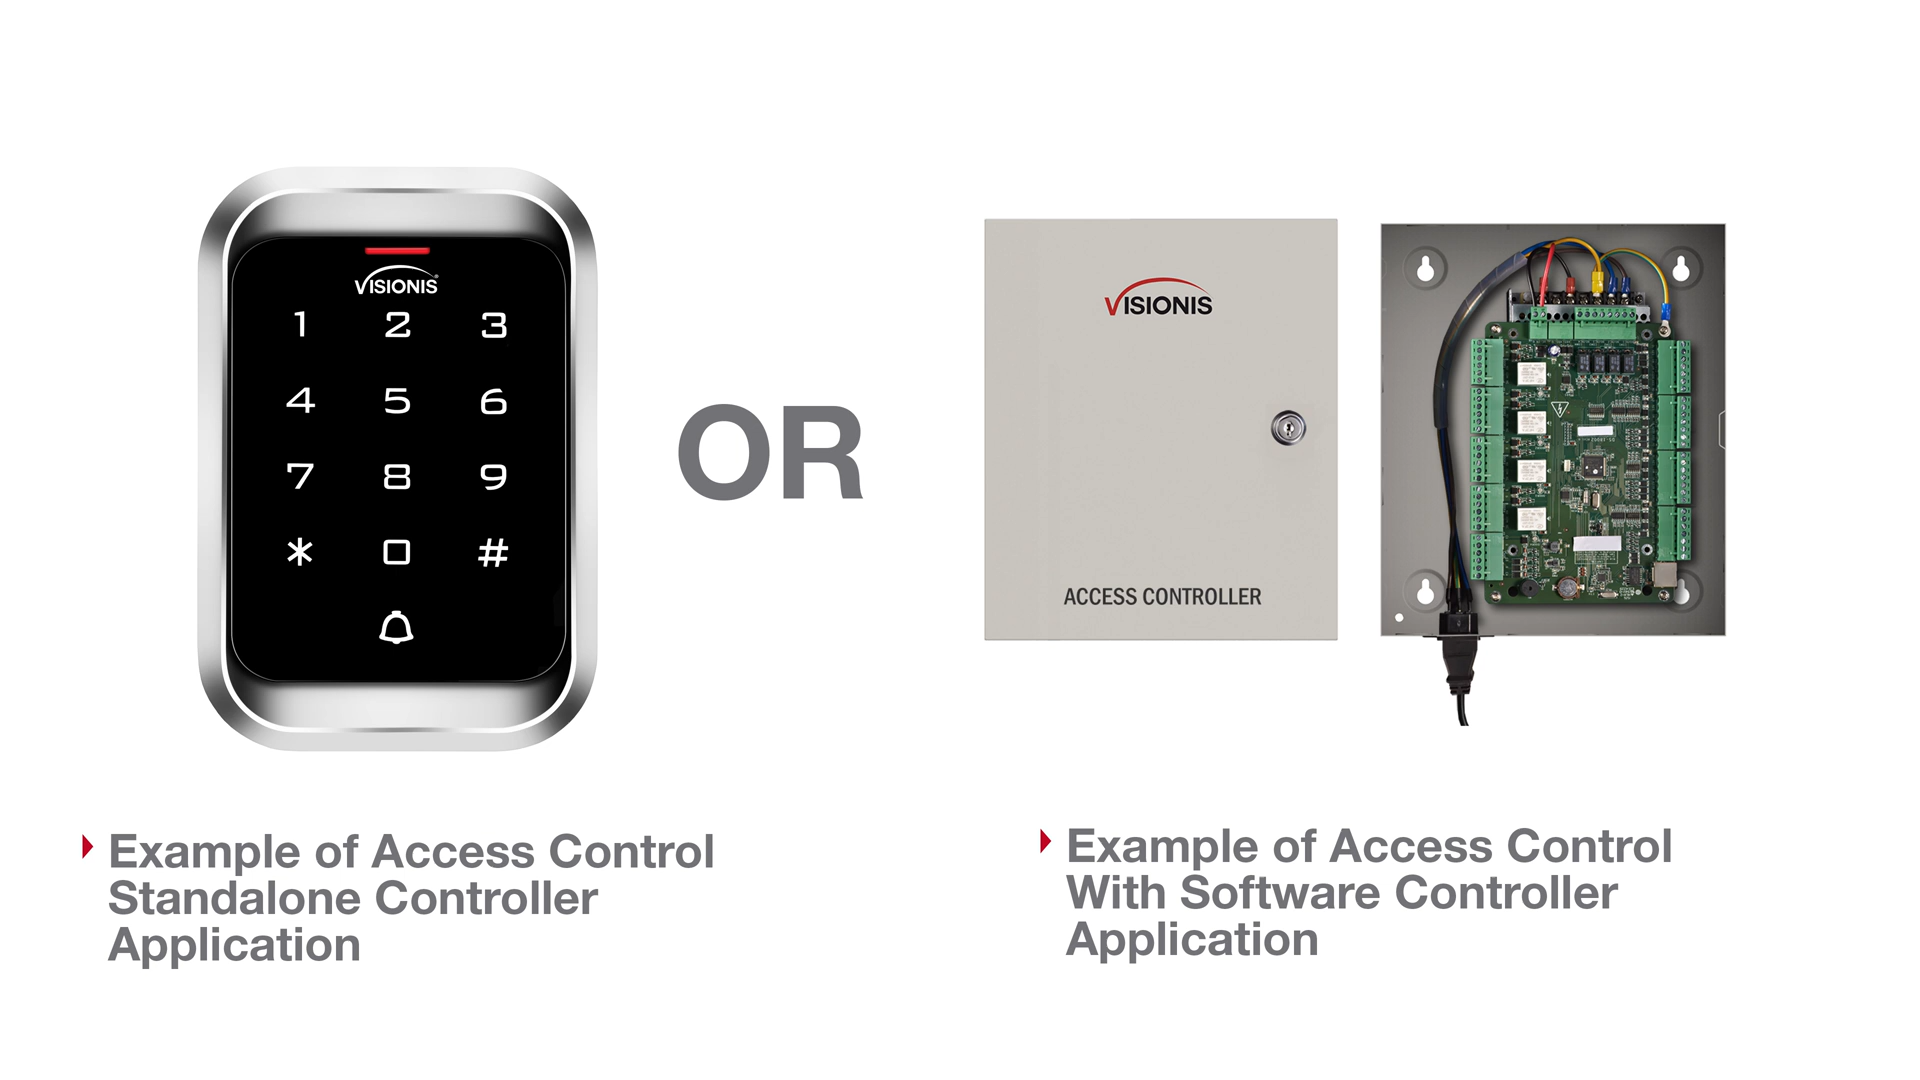 VISIONIS®
1 2 3
4 5 6
7 8 9
* 0 #
OR
VISIONIS
ACCESS CONTROLLER
Example of Access Control
Standalone Controller
Application
Example of Access Control
With Software Controller
Application